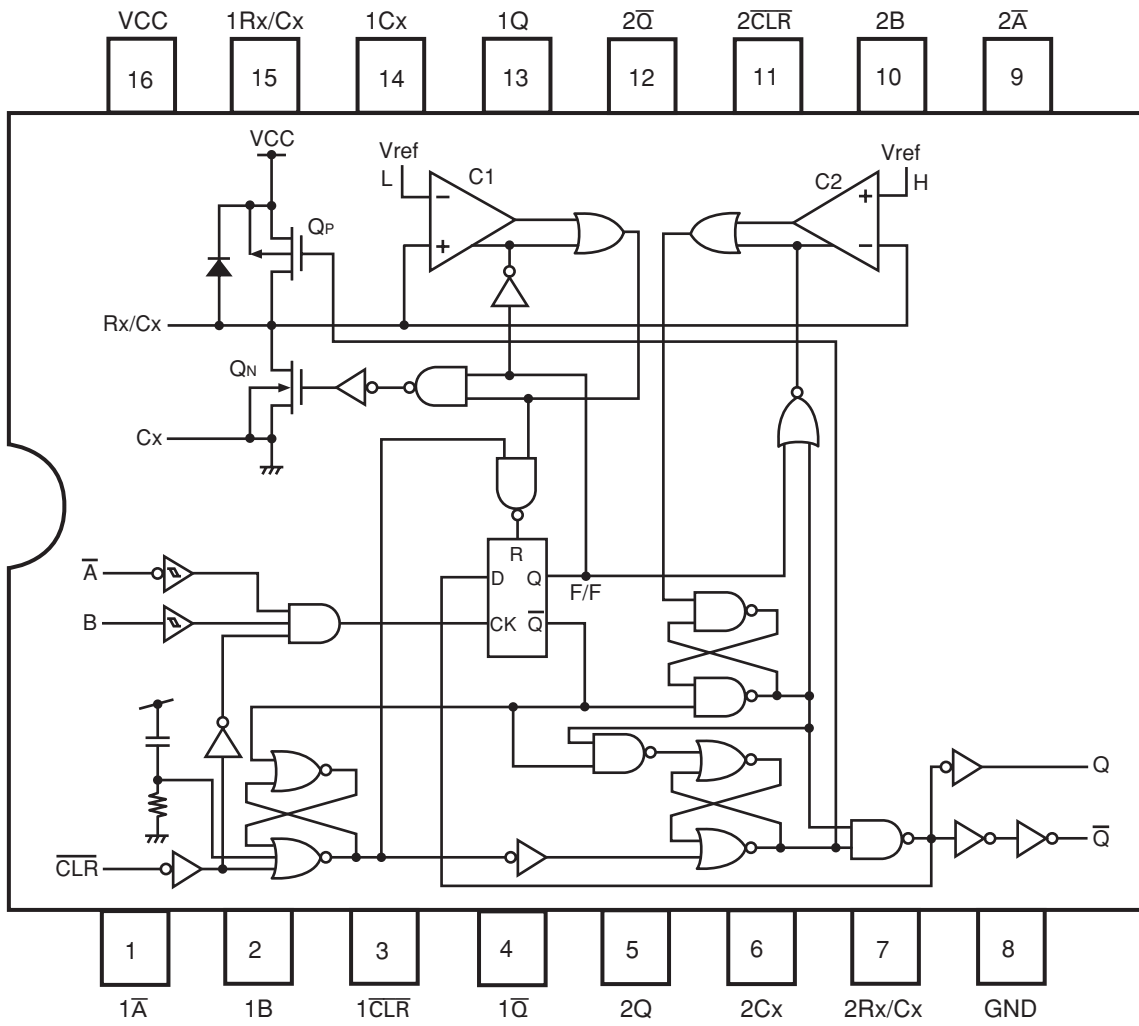 VCC 1Rx/Cx 1Cx 1Q 2Q̅ 2C̅L̅R̅ 2B 2A̅
16 15 14 13 12 11 10 9
VCC
Vref
L
C1
C2
Vref
H
QP
Rx/Cx
QN
Cx
R
D Q
F/F
CK Q̅
A̅
B
C̅L̅R̅
Q
Q̅
1 2 3 4 5 6 7 8
1A̅ 1B 1C̅L̅R̅ 1Q̅ 2Q 2Cx 2Rx/Cx GND